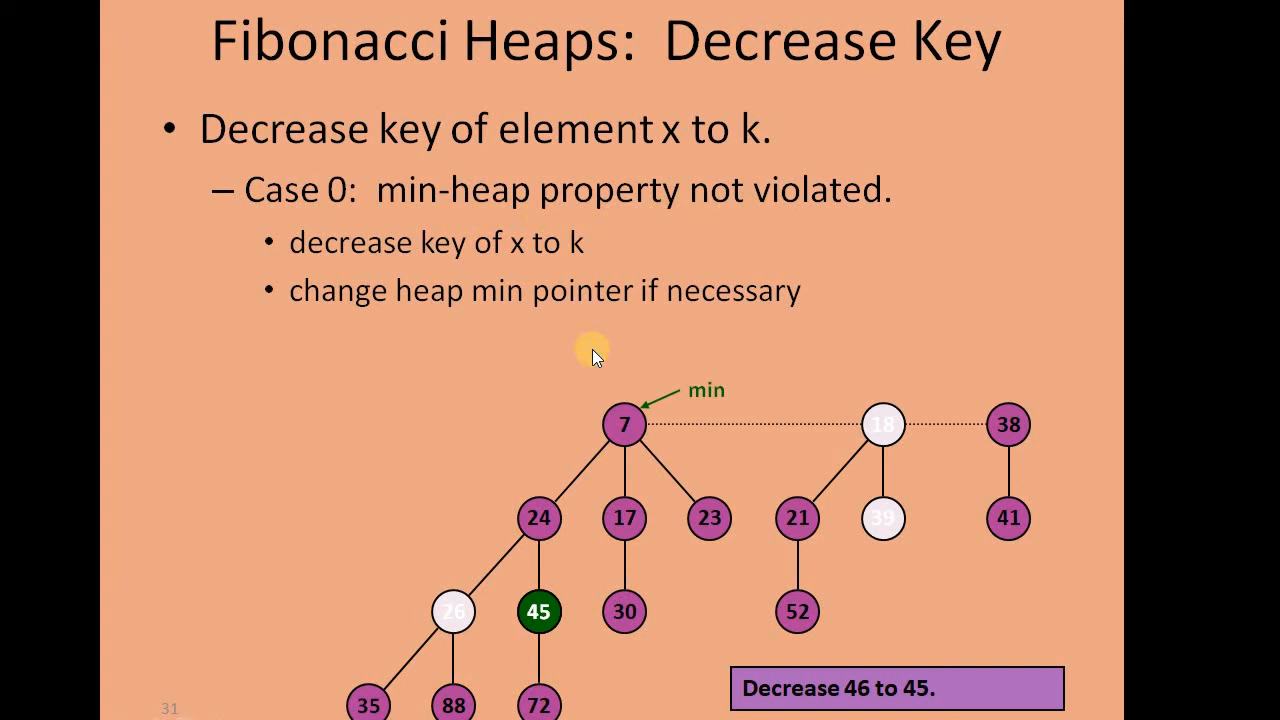 Fibonacci Heaps: Decrease Key
• Decrease key of element x to k.
– Case 0: min-heap property not violated.
• decrease key of x to k
• change heap min pointer if necessary
min
7 18 38
24 17 23 21 39 41
26 45 30 52
Decrease 46 to 45.
35 88 72
31